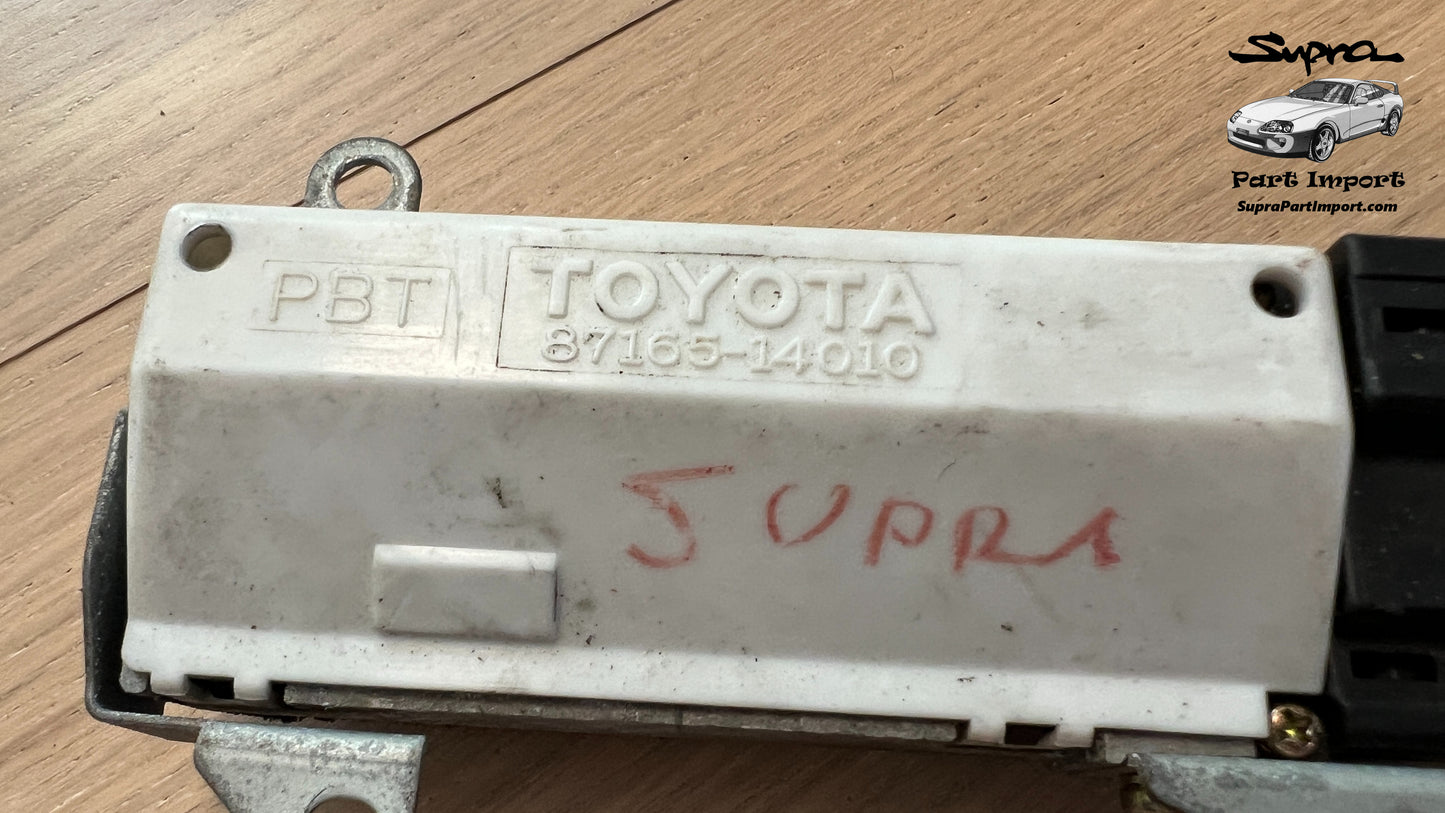 Supra
Part Import
SupraPartImport.com
PBT
TOYOTA
87165-14010
SUPRA